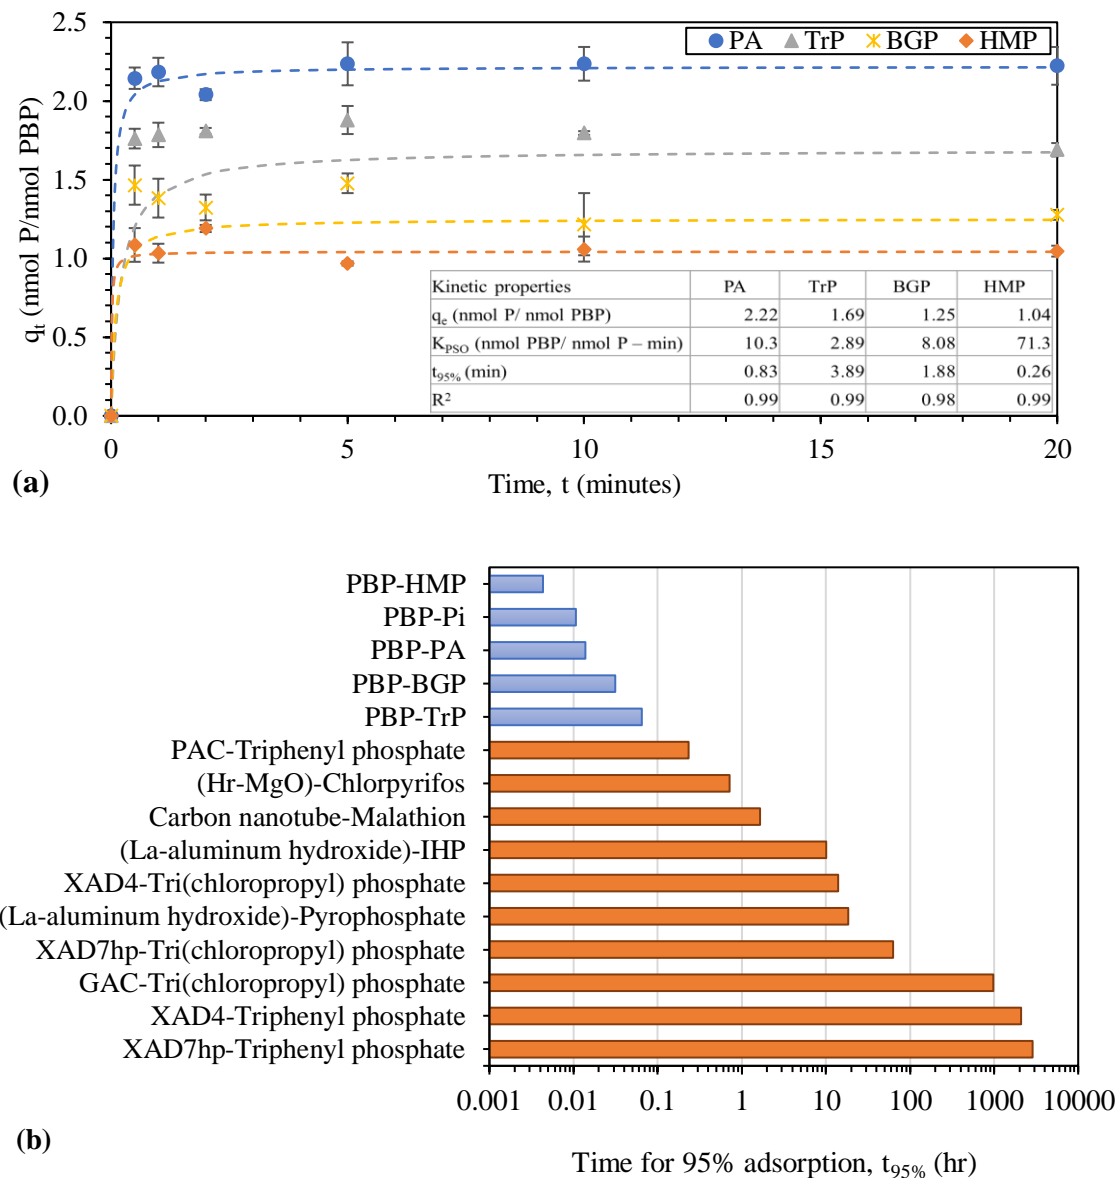 2.5
PA TrP BGP HMP
2.0
1.5
1.0
0.5
0.0
qt (nmol P/nmol PBP)
Kinetic properties PA TrP BGP HMP
qe (nmol P/ nmol PBP) 2.22 1.69 1.25 1.04
KPSO (nmol PBP/ nmol P – min) 10.3 2.89 8.08 71.3
t95% (min) 0.83 3.89 1.88 0.26
R2 0.99 0.99 0.98 0.99
0 5 10 15 20
(a)
Time, t (minutes)
PBP-HMP
PBP-Pi
PBP-PA
PBP-BGP
PBP-TrP
PAC-Triphenyl phosphate
(Hr-MgO)-Chlorpyrifos
Carbon nanotube-Malathion
(La-aluminum hydroxide)-IHP
XAD4-Tri(chloropropyl) phosphate
(La-aluminum hydroxide)-Pyrophosphate
XAD7hp-Tri(chloropropyl) phosphate
GAC-Tri(chloropropyl) phosphate
XAD4-Triphenyl phosphate
XAD7hp-Triphenyl phosphate
0.001 0.01 0.1 1 10 100 1000 10000
(b)
Time for 95% adsorption, t95% (hr)